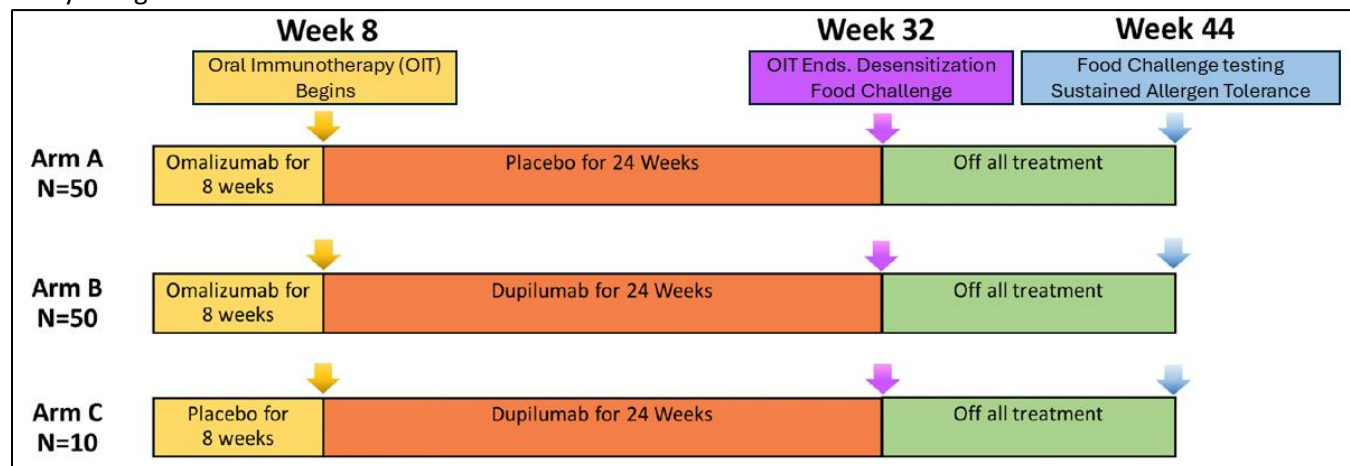 Week 8
Week 32
Week 44
Oral Immunotherapy (OIT)
Begins
OIT Ends. Desensitization
Food Challenge
Food Challenge testing
Sustained Allergen Tolerance
Arm A
N=50
Omalizumab for
8 weeks
Placebo for 24 Weeks
Off all treatment
Arm B
N=50
Omalizumab for
8 weeks
Dupilumab for 24 Weeks
Off all treatment
Arm C
N=10
Placebo for
8 weeks
Dupilumab for 24 Weeks
Off all treatment